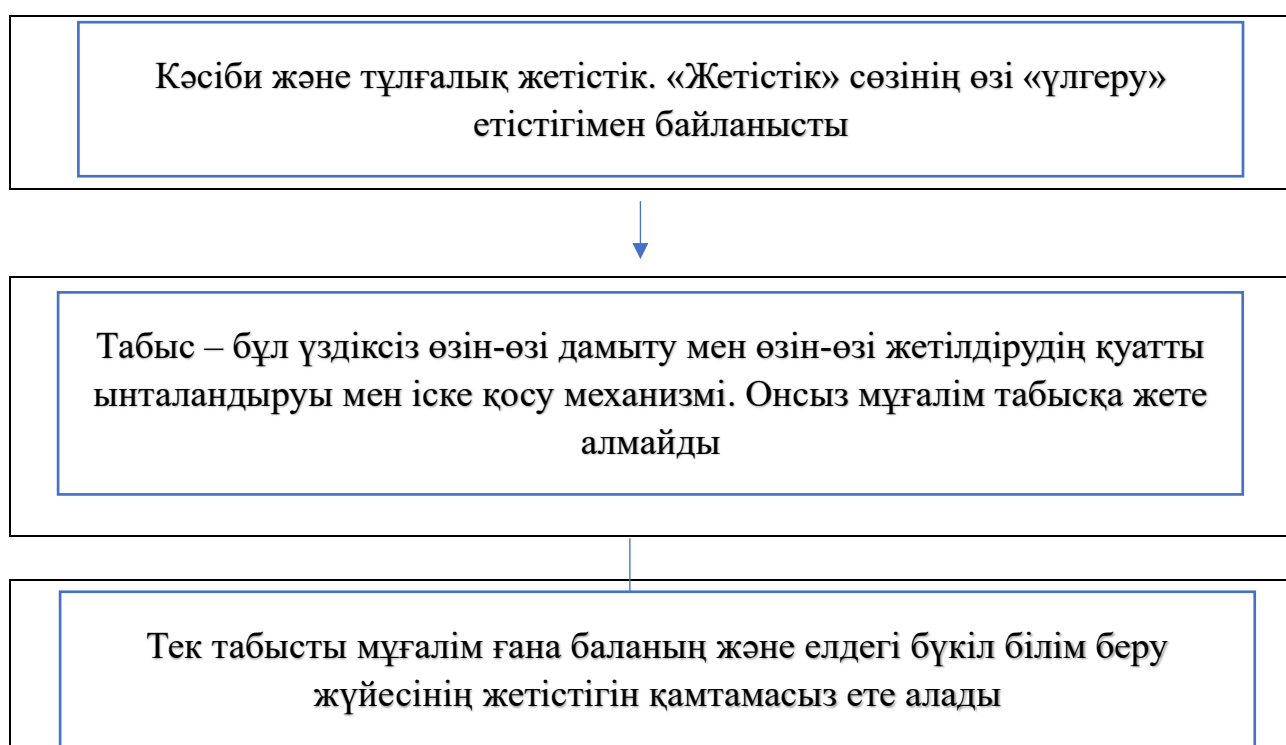 Кәсіби және тұлғалық жетістік. «Жетістік» сөзінің өзі «үлгеру»
етістігімен байланысты
Табыс – бұл үздіксіз өзін-өзі дамыту мен өзін-өзі жетілдірудің қуатты
ынталандыруы мен іске қосу механизмі. Онсыз мұғалім табысқа жете
алмайды
Тек табысты мұғалім ғана баланың және елдегі бүкіл білім беру
жүйесінің жетістігін қамтамасыз ете алады